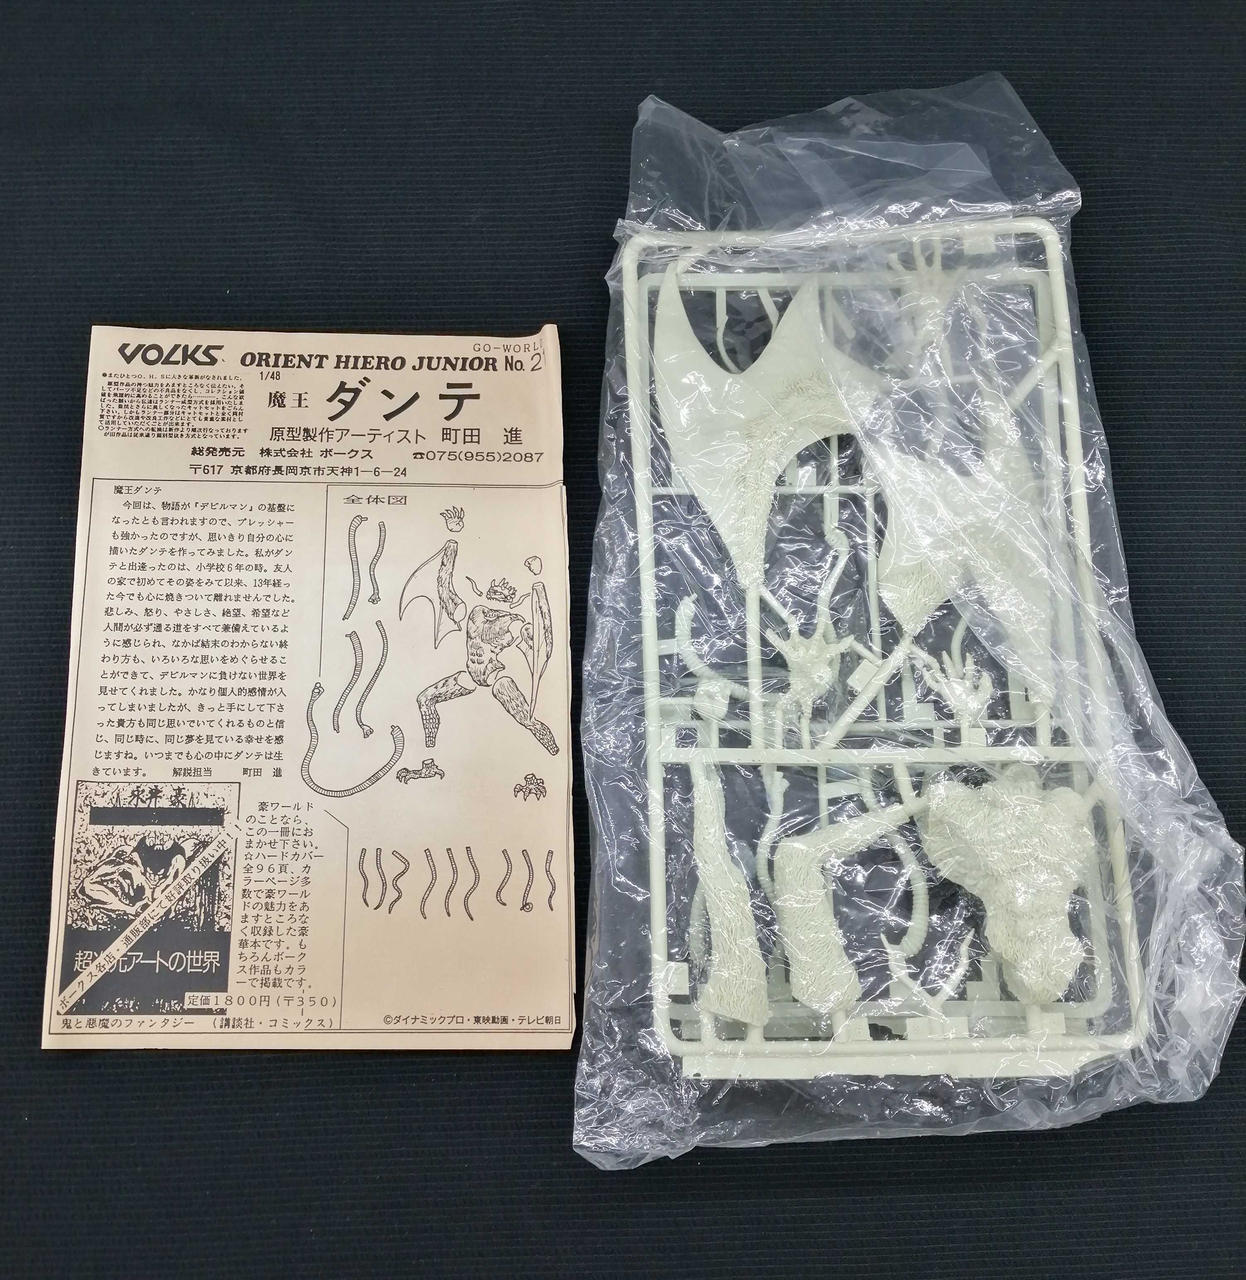 VOLKS
GO-WORL
ORIENT HIERO JUNIOR No.2
1/48
魔王 ダンテ
原型製作アーティスト 町田 進
総発売元 株式会社 ボークス ☎075(955)2087
〒617 京都府長岡京市天神1-6-24
魔王ダンテ
今回は、物語が『デビルマン』の基盤に
なったとも言われますので、プレッシャー
も強かったのですが、思いきり自分の心に
描いたダンテを作ってみました。私がダン
テと出逢ったのは、小学校6年の時。友人
の家で初めてその姿をみて以来、13年経っ
た今でも心に焼きついて離れませんでした。
悲しみ、怒り、やさしさ、絶望、希望など
人間が必ず通る道をすべて兼備えているよ
うに感じられ、なかば結末のわからない終
わり方も、いろいろな思いをめぐらせるこ
とができて、デビルマンに負けない世界を
見せてくれました。かなり個人的感情が入
ってしまいましたが、きっと手にして下さ
った貴方も同じ思いでいてくれるものと信
じ、同じ時に、同じ夢を見ている幸せを感
じますね。いつまでも心の中にダンテは生
きています。 解説担当 町田 進
全体図
永井 豪
ボークス各店・通販部にて好評取り扱い中
元アートの世界
豪ワールド
のことなら、
この一冊にお
まかせ下さい。
☆ハードカバー
全96頁、カ
ラーページ多
数で豪ワール
ドの魅力をあ
ますところな
く収録した豪
華本です。も
ちろんボーク
ス作品もカラ
ーで掲載です。
定価1800円(〒350)
鬼と悪魔のファンタジー (講談社・コミックス)
©ダイナミックプロ・東映動画・テレビ朝日